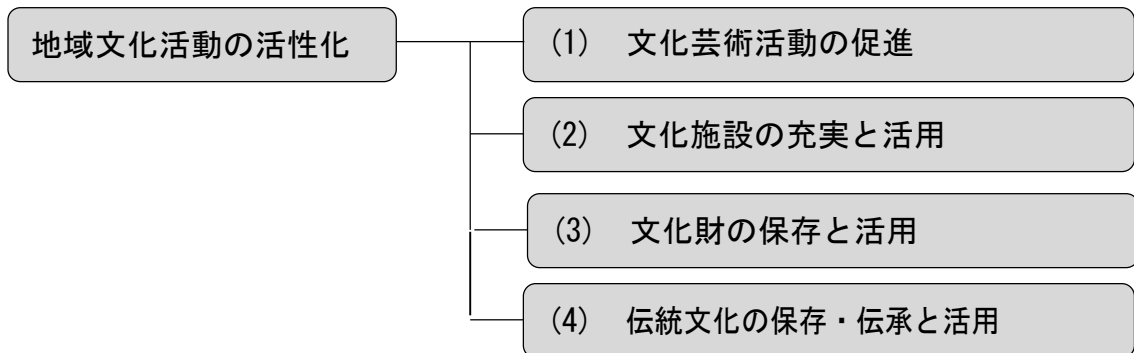 地域文化活動の活性化
(1)　文化芸術活動の促進
(2)　文化施設の充実と活用
(3)　文化財の保存と活用
(4)　伝統文化の保存・伝承と活用